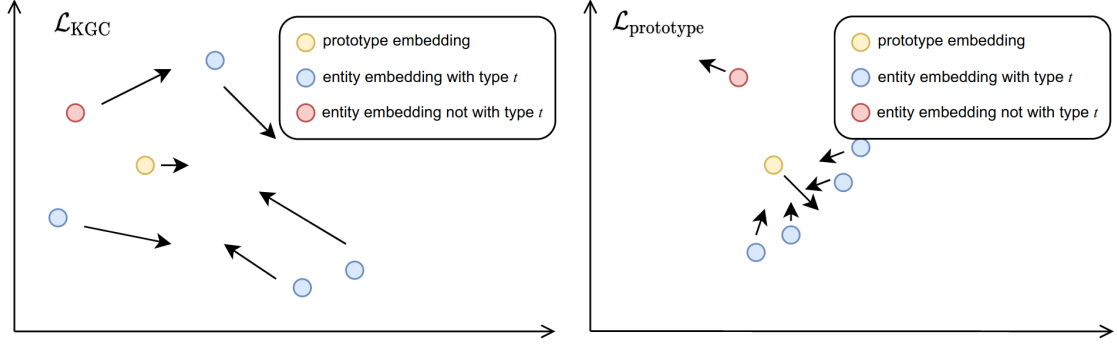 ℒKGC
prototype embedding
entity embedding with type t
entity embedding not with type t
ℒprototype
prototype embedding
entity embedding with type t
entity embedding not with type t